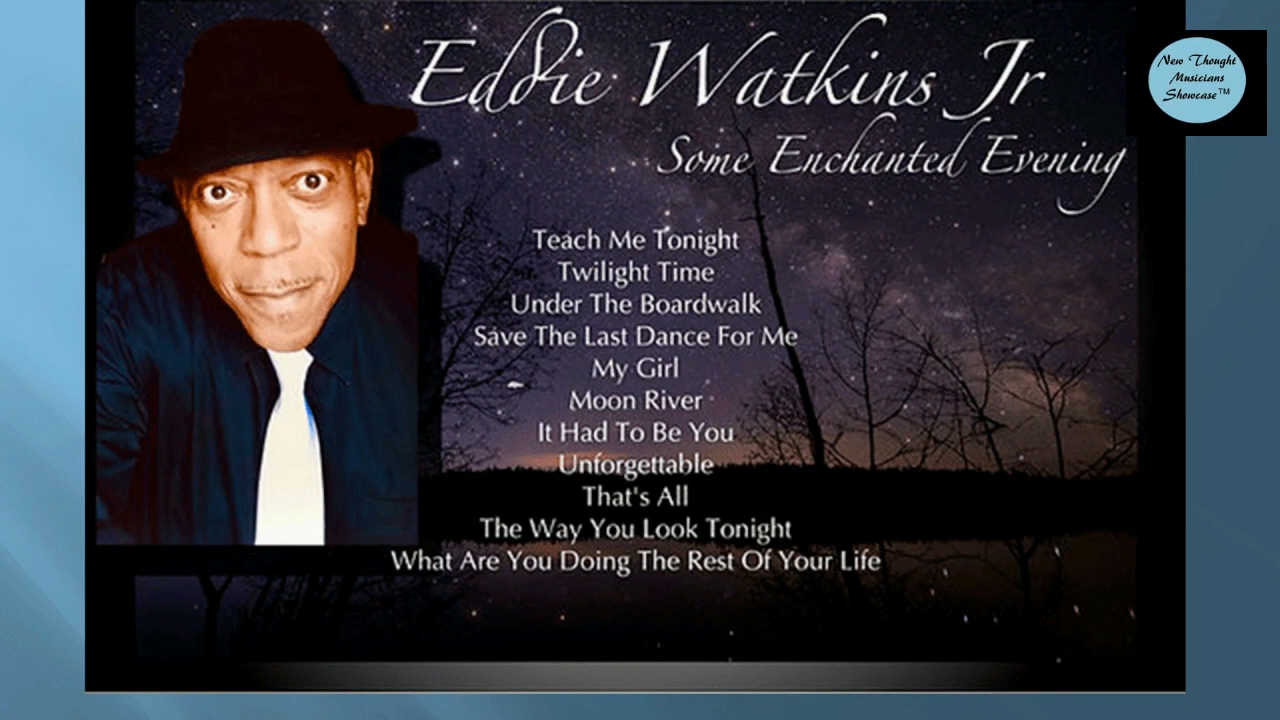 Eddie Watkins Jr
Some Enchanted Evening
New Thought
Musicians
Showcase™
Teach Me Tonight
Twilight Time
Under The Boardwalk
Save The Last Dance For Me
My Girl
Moon River
It Had To Be You
Unforgettable
That's All
The Way You Look Tonight
What Are You Doing The Rest Of Your Life